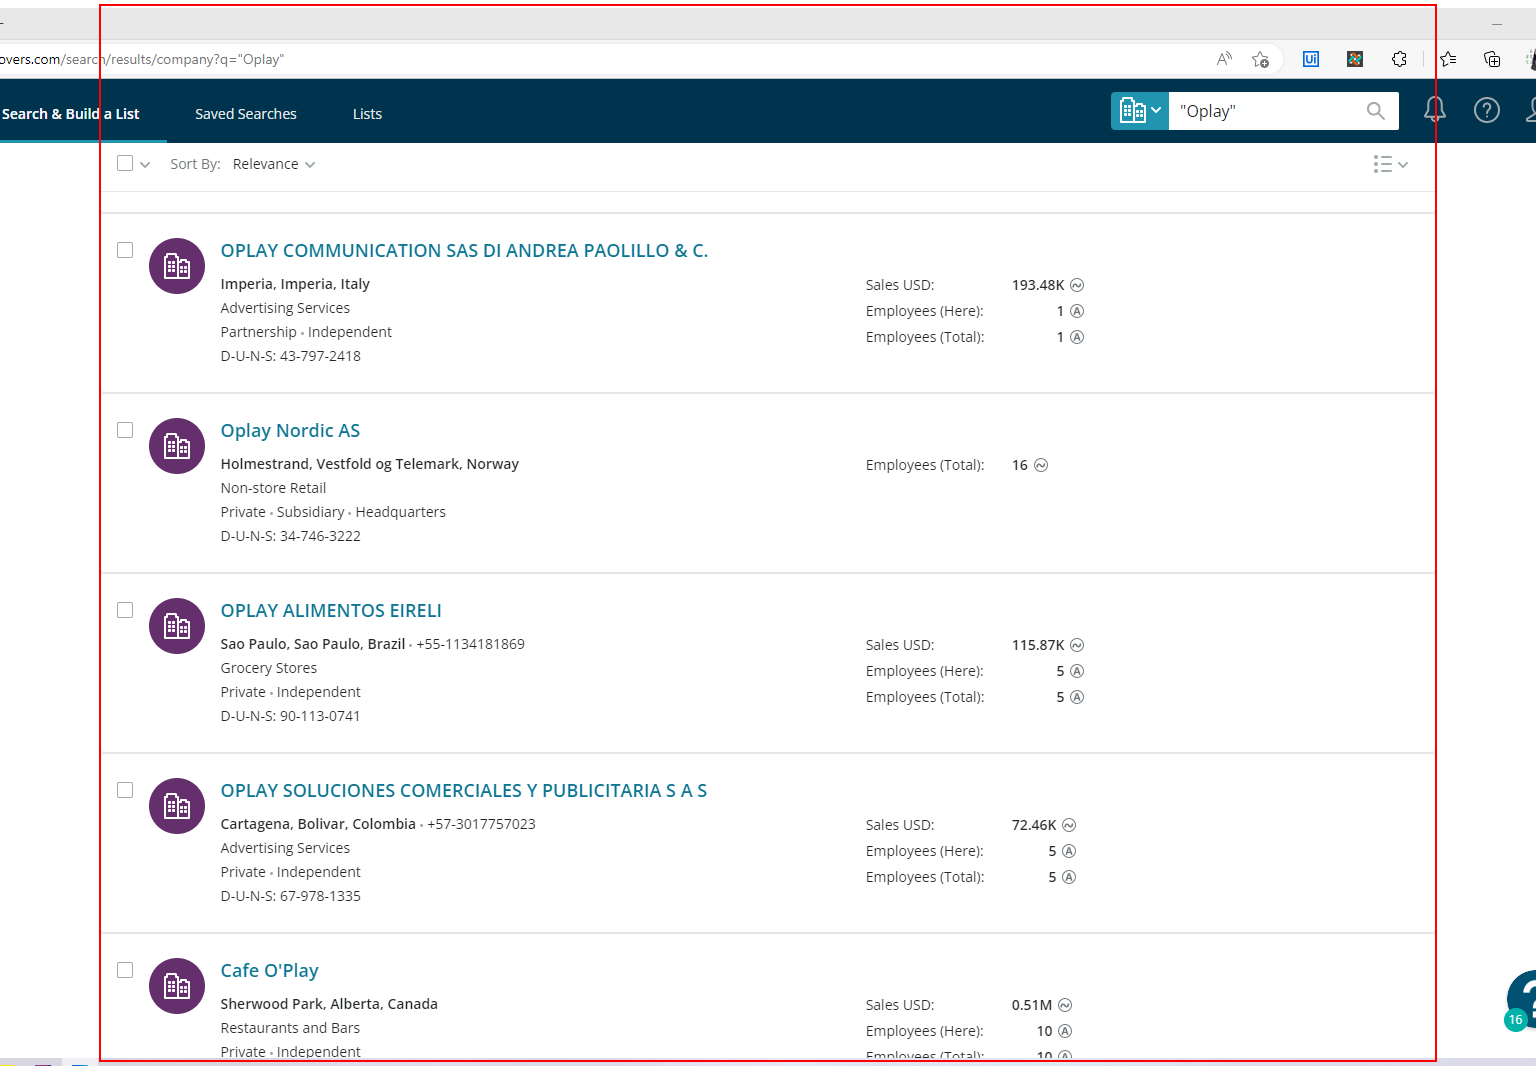 overs.com/search/results/company?q="Oplay"
Search & Build a List
Saved Searches
Lists
"Oplay"
Sort By: Relevance
OPLAY COMMUNICATION SAS DI ANDREA PAOLILLO & C.
Imperia, Imperia, Italy
Advertising Services
Partnership • Independent
D-U-N-S: 43-797-2418
Sales USD: 193.48K
Employees (Here): 1 A
Employees (Total): 1 A
Oplay Nordic AS
Holmestrand, Vestfold og Telemark, Norway
Non-store Retail
Private • Subsidiary • Headquarters
D-U-N-S: 34-746-3222
Employees (Total): 16
OPLAY ALIMENTOS EIRELI
Sao Paulo, Sao Paulo, Brazil • +55-1134181869
Grocery Stores
Private • Independent
D-U-N-S: 90-113-0741
Sales USD: 115.87K
Employees (Here): 5 A
Employees (Total): 5 A
OPLAY SOLUCIONES COMERCIALES Y PUBLICITARIA S A S
Cartagena, Bolivar, Colombia • +57-3017757023
Advertising Services
Private • Independent
D-U-N-S: 67-978-1335
Sales USD: 72.46K
Employees (Here): 5 A
Employees (Total): 5 A
Cafe O'Play
Sherwood Park, Alberta, Canada
Restaurants and Bars
Private • Independent
Sales USD: 0.51M
Employees (Here): 10 A
Employees (Total): 10 A
16